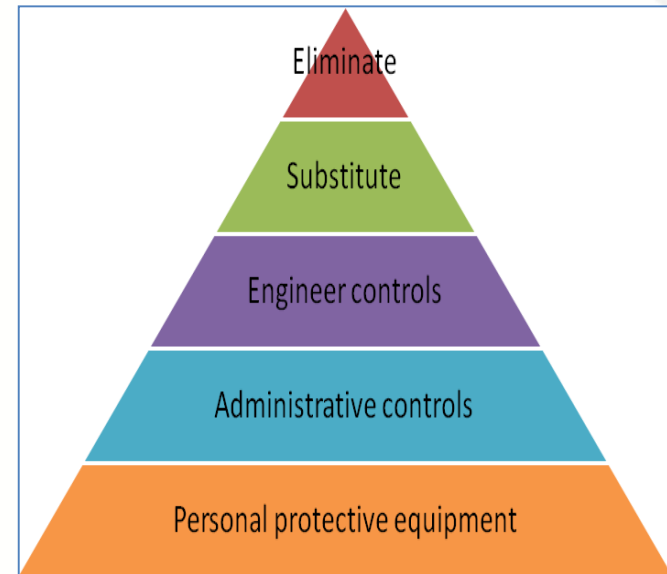 Eliminate
Substitute
Engineer controls
Administrative controls
Personal protective equipment